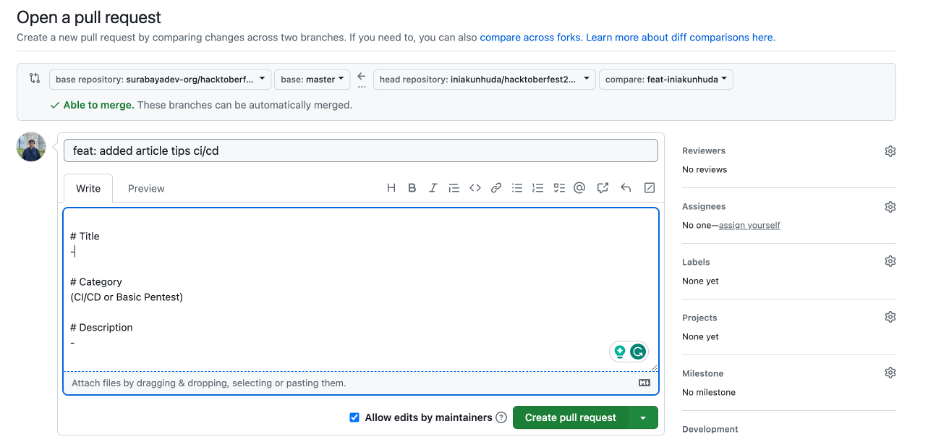 Open a pull request
Create a new pull request by comparing changes across two branches. If you need to, you can also compare across forks. Learn more about diff comparisons here.
base repository: surabayadev-org/hacktoberf... base: master head repository: iniakunhuda/hacktoberfest2... compare: feat-iniakunhuda
Able to merge. These branches can be automatically merged.
feat: added article tips ci/cd
Write Preview
# Title
-
# Category
(CI/CD or Basic Pentest)
# Description
-
Attach files by dragging & dropping, selecting or pasting them.
Allow edits by maintainers Create pull request
Reviewers
No reviews
Assignees
No one—assign yourself
Labels
None yet
Projects
None yet
Milestone
No milestone
Development